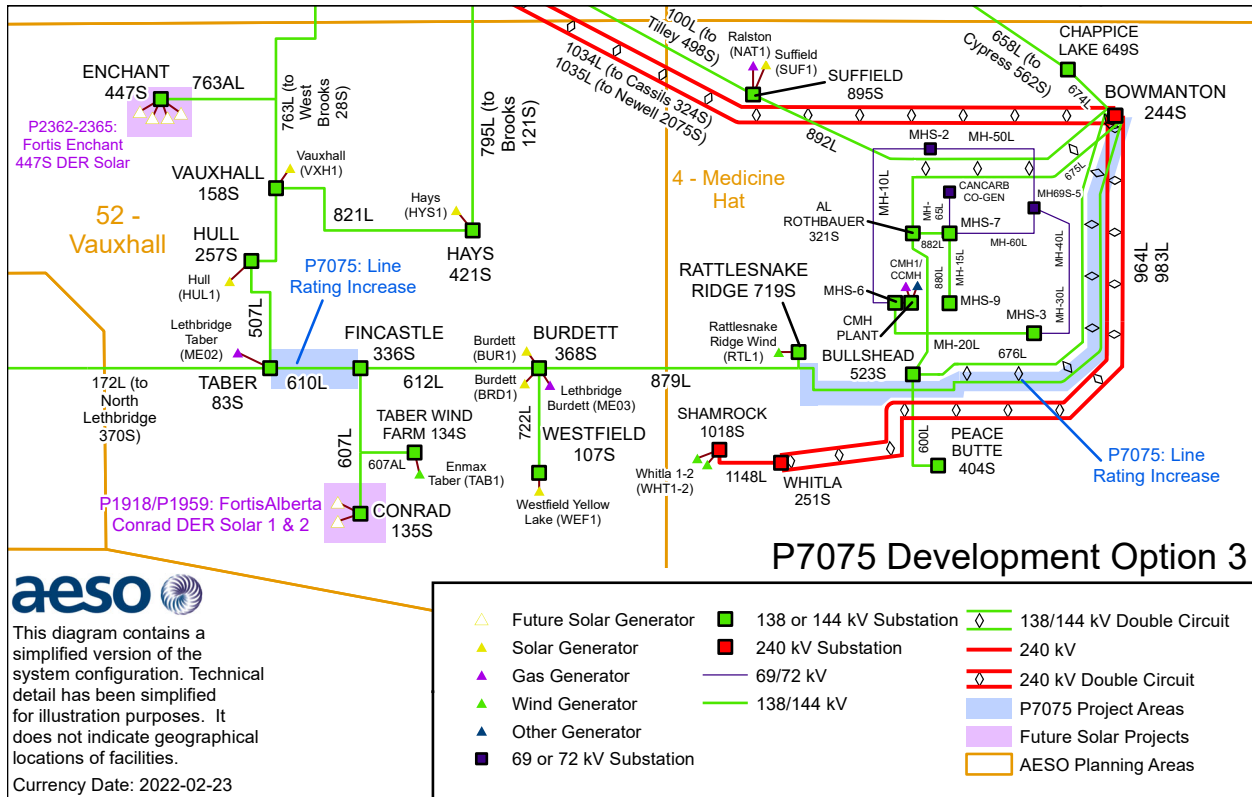 ENCHANT
447S
763AL
763L (to
West
Brooks
28S)
795L (to
Brooks
121S)
P2362-2365:
Fortis Enchant
447S DER Solar
Vauxhall
(VXH1)
VAUXHALL
158S
821L
Hays
(HYS1)
HAYS
421S
52 -
Vauxhall
HULL
257S
Hull
(HUL1)
507L
P7075: Line
Rating Increase
Lethbridge
Taber
(ME02)
TABER
83S
610L
FINCASTLE
336S
612L
172L (to
North
Lethbridge
370S)
607L
TABER WIND
FARM 134S
607AL
Enmax
Taber (TAB1)
P1918/P1959: FortisAlberta
Conrad DER Solar 1 & 2
CONRAD
135S
BURDETT
368S
Burdett
(BUR1)
Burdett
(BRD1)
Lethbridge
Burdett (ME03)
722L
WESTFIELD
107S
Westfield Yellow
Lake (WEF1)
879L
100L (to
Tilley 498S)
1034L (to Cassils 324S)
1035L (to Newell 2075S)
Ralston
(NAT1)
Suffield
(SUF1)
SUFFIELD
895S
892L
658L (to
Cypress 562S)
CHAPPICE
LAKE 649S
674L
BOWMANTON
244S
4 - Medicine
Hat
MHS-2
MH-50L
675L
MH-10L
CANCARB
CO-GEN
MH69S-5
MH-
65L
AL
ROTHBAUER
321S
MHS-7
882L
MH-60L
MH-40L
964L
983L
RATTLESNAKE
RIDGE 719S
CMH1/
CCMH
880L
MH-15L
MHS-6
MHS-9
MH-30L
MHS-3
CMH
PLANT
MH-20L
Rattlesnake
Ridge Wind
(RTL1)
BULLSHEAD
523S
676L
SHAMROCK
1018S
Whitla 1-2
(WHT1-2)
1148L
WHITLA
251S
600L
PEACE
BUTTE
404S
P7075: Line
Rating Increase
P7075 Development Option 3
aeso
This diagram contains a
simplified version of the
system configuration. Technical
detail has been simplified
for illustration purposes. It
does not indicate geographical
locations of facilities.
Currency Date: 2022-02-23
Future Solar Generator
Solar Generator
Gas Generator
Wind Generator
Other Generator
69 or 72 kV Substation
138 or 144 kV Substation
240 kV Substation
69/72 kV
138/144 kV
138/144 kV Double Circuit
240 kV
240 kV Double Circuit
P7075 Project Areas
Future Solar Projects
AESO Planning Areas